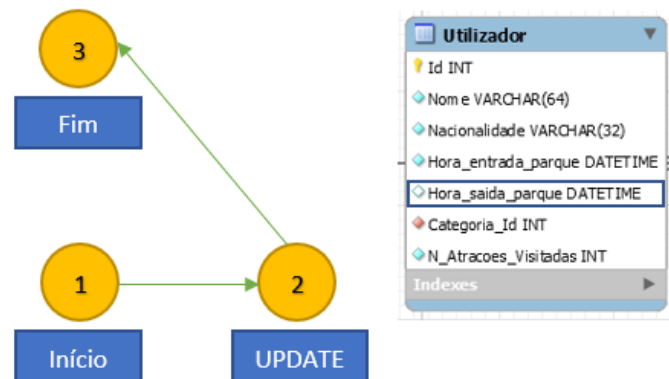 3
Fim
1
Início
2
UPDATE
Utilizador
Id INT
Nome VARCHAR(64)
Nacionalidade VARCHAR(32)
Hora_entrada_parque DATETIME
Hora_saida_parque DATETIME
Categoria_Id INT
N_Atracoes_Visitadas INT
Indexes